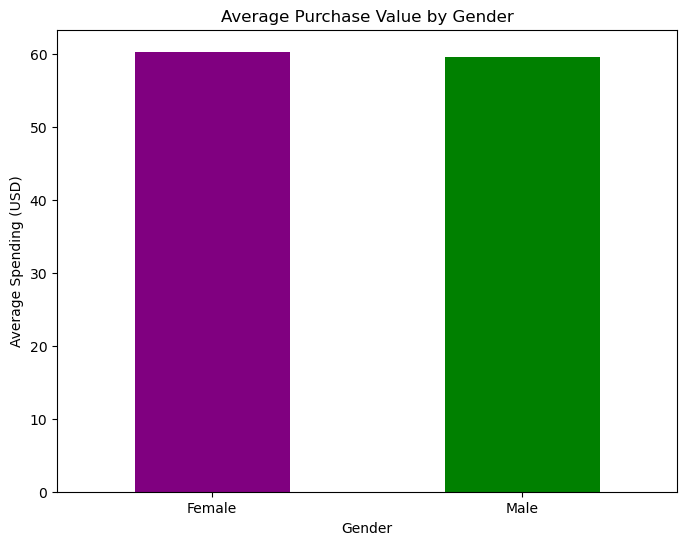 Average Purchase Value by Gender
Average Spending (USD)
60
50
40
30
20
10
0
Female
Male
Gender